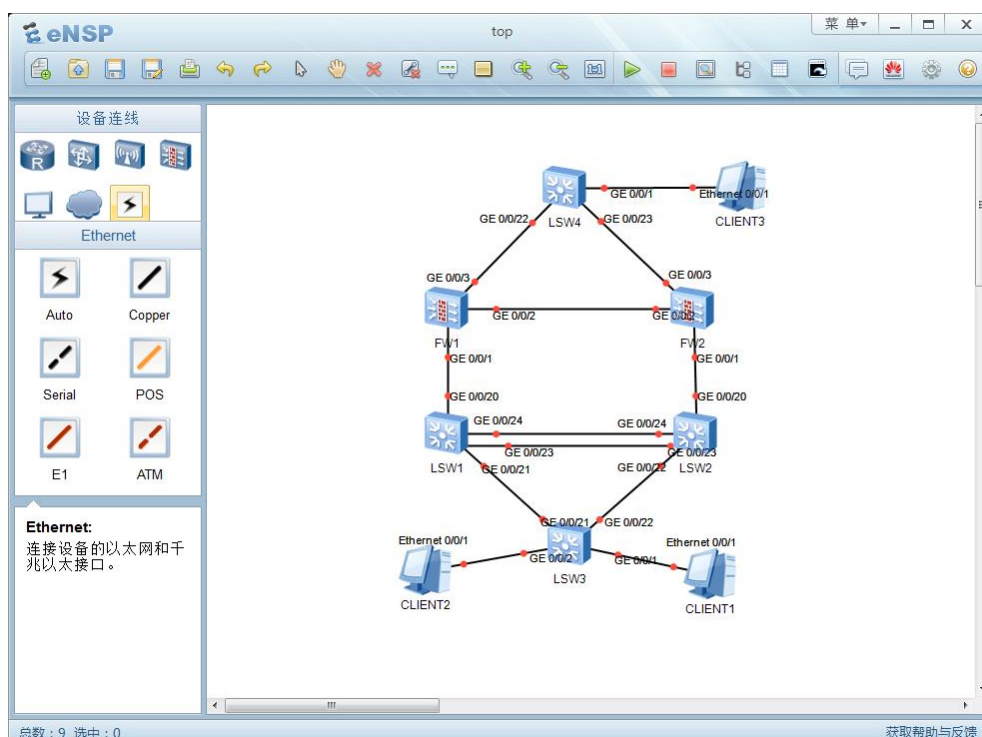 eNSP
top
菜 单
设备连线
R
Ethernet
Auto
Copper
Serial
POS
E1
ATM
Ethernet:
连接设备的以太网和千
兆以太接口。
GE 0/0/1
Ethernet 0/0/1
GE 0/0/22
LSW4
GE 0/0/23
CLIENT3
GE 0/0/3
GE 0/0/3
GE 0/0/2
GE 0/0/2
FW1
FW2
GE 0/0/1
GE 0/0/1
GE 0/0/20
GE 0/0/20
GE 0/0/24
GE 0/0/24
GE 0/0/23
GE 0/0/23
LSW1
GE 0/0/21
GE 0/0/22
LSW2
GE 0/0/21
GE 0/0/22
Ethernet 0/0/1
Ethernet 0/0/1
GE 0/0/2
GE 0/0/1
LSW3
CLIENT2
CLIENT1
总数：9 选中：0
获取帮助与反馈